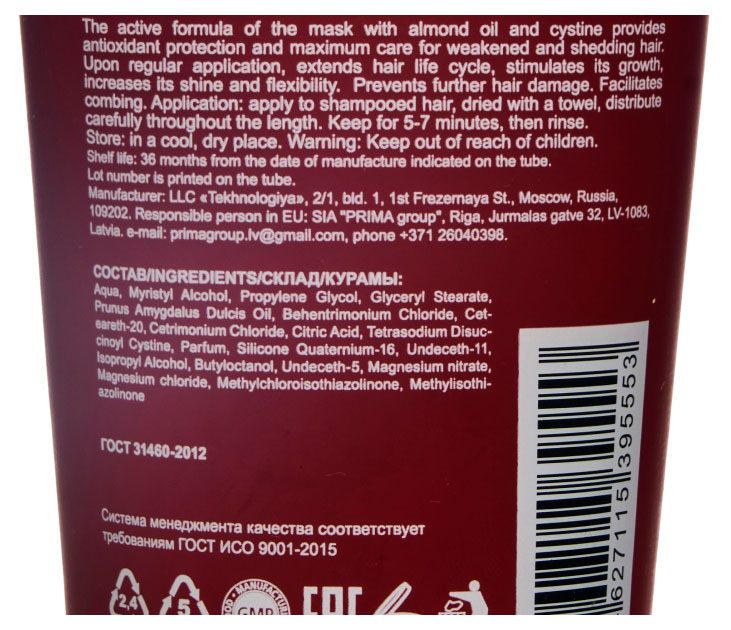 The active formula of the mask with almond oil and cystine provides
antioxidant protection and maximum care for weakened and shedding hair.
Upon regular application, extends hair life cycle, stimulates its growth,
increases its shine and flexibility. Prevents further hair damage. Facilitates
combing. Application: apply to shampooed hair, dried with a towel, distribute
carefully throughout the length. Keep for 5-7 minutes, then rinse.
Store: in a cool, dry place. Warning: Keep out of reach of children.
Shelf life: 36 months from the date of manufacture indicated on the tube.
Lot number is printed on the tube.
Manufacturer: LLC «Tekhnologiya», 2/1, bld. 1, 1st Frezernaya St., Moscow, Russia,
109202. Responsible person in EU: SIA "PRIMA group", Riga, Jurmalas gatve 32, LV-1083,
Latvia. e-mail: primagroup.lv@gmail.com, phone +371 26040398.
СОСТАВ/INGREDIENTS/СКЛАД/КУРАМЫ:
Aqua, Myristyl Alcohol, Propylene Glycol, Glyceryl Stearate,
Prunus Amygdalus Dulcis Oil, Behentrimonium Chloride, Cet-
eareth-20, Cetrimonium Chloride, Citric Acid, Tetrasodium Disuc-
cinoyl Cystine, Parfum, Silicone Quaternium-16, Undeceth-11,
Isopropyl Alcohol, Butyloctanol, Undeceth-5, Magnesium nitrate,
Magnesium chloride, Methylchloroisothiazolinone, Methylisothi-
azolinone
ГОСТ 31460-2012
Система менеджмента качества соответствует
требованиям ГОСТ ИСО 9001-2015
2,4
5
MANUFACTUR
GMP
EAC
627115395553